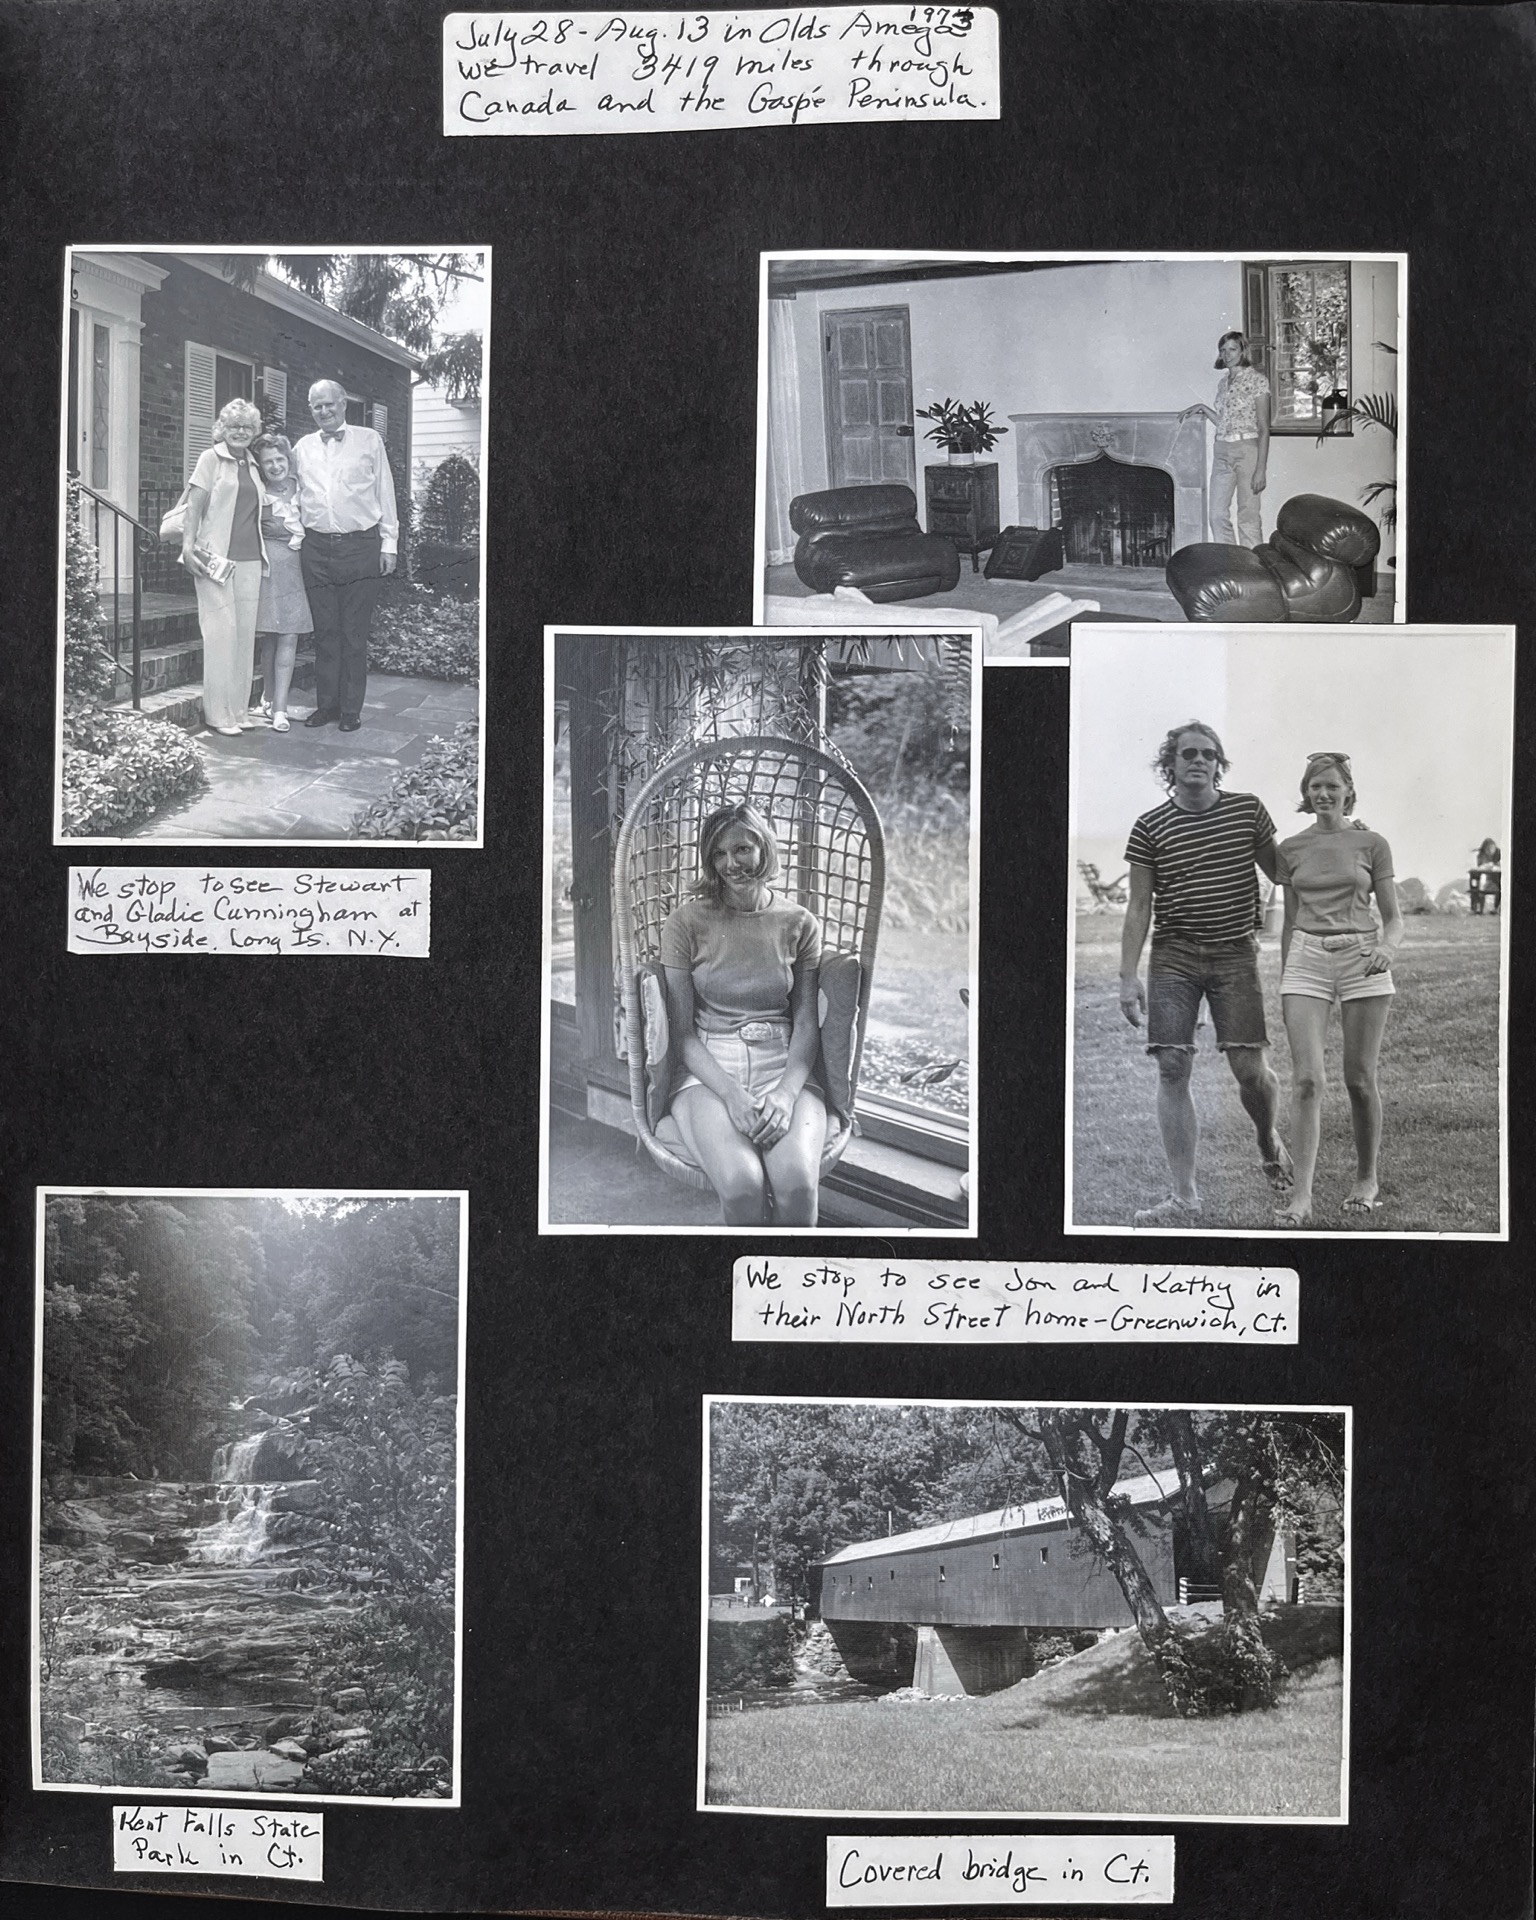 July 28 - Aug. 13 in Olds Amega 1973
we travel 3419 miles through
Canada and the Gaspé Peninsula.
We stop to see Stewart
and Gladie Cunningham at
Bayside, Long Is. N.Y.
We stop to see Jon and Kathy in
their North Street home - Greenwich, Ct.
Kent Falls State
Park in Ct.
Covered bridge in Ct.